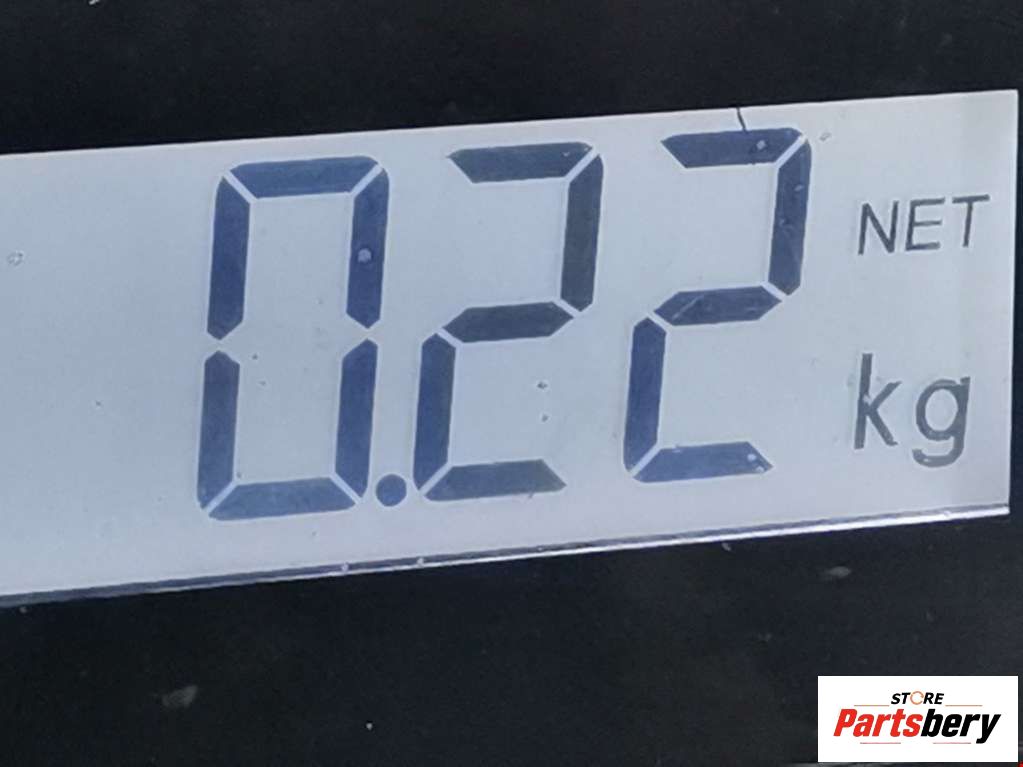 0.22 NET
kg
STORE
Partsbery